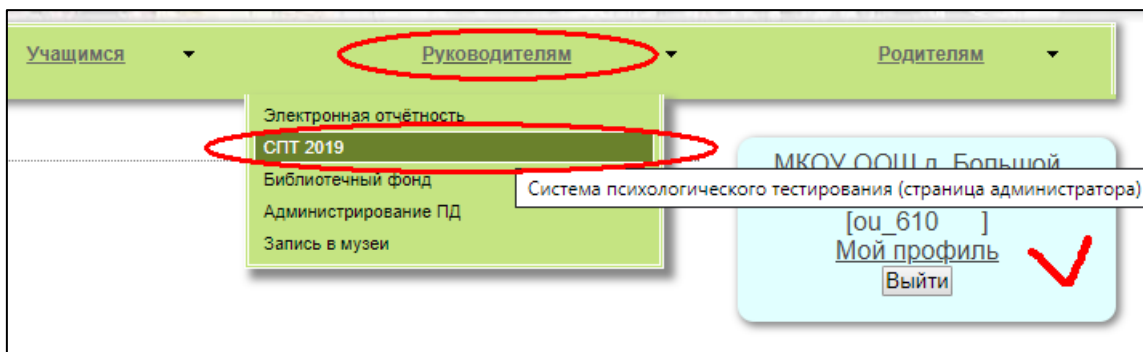 Учащимся
Руководителям
Родителям
Электронная отчётность
СПТ 2019
Библиотечный фонд
Администрирование ПД
Запись в музеи
Система психологического тестирования (страница администратора)
МКОУ ООШ д. Большой
[ou_610 ]
Мой профиль
Выйти